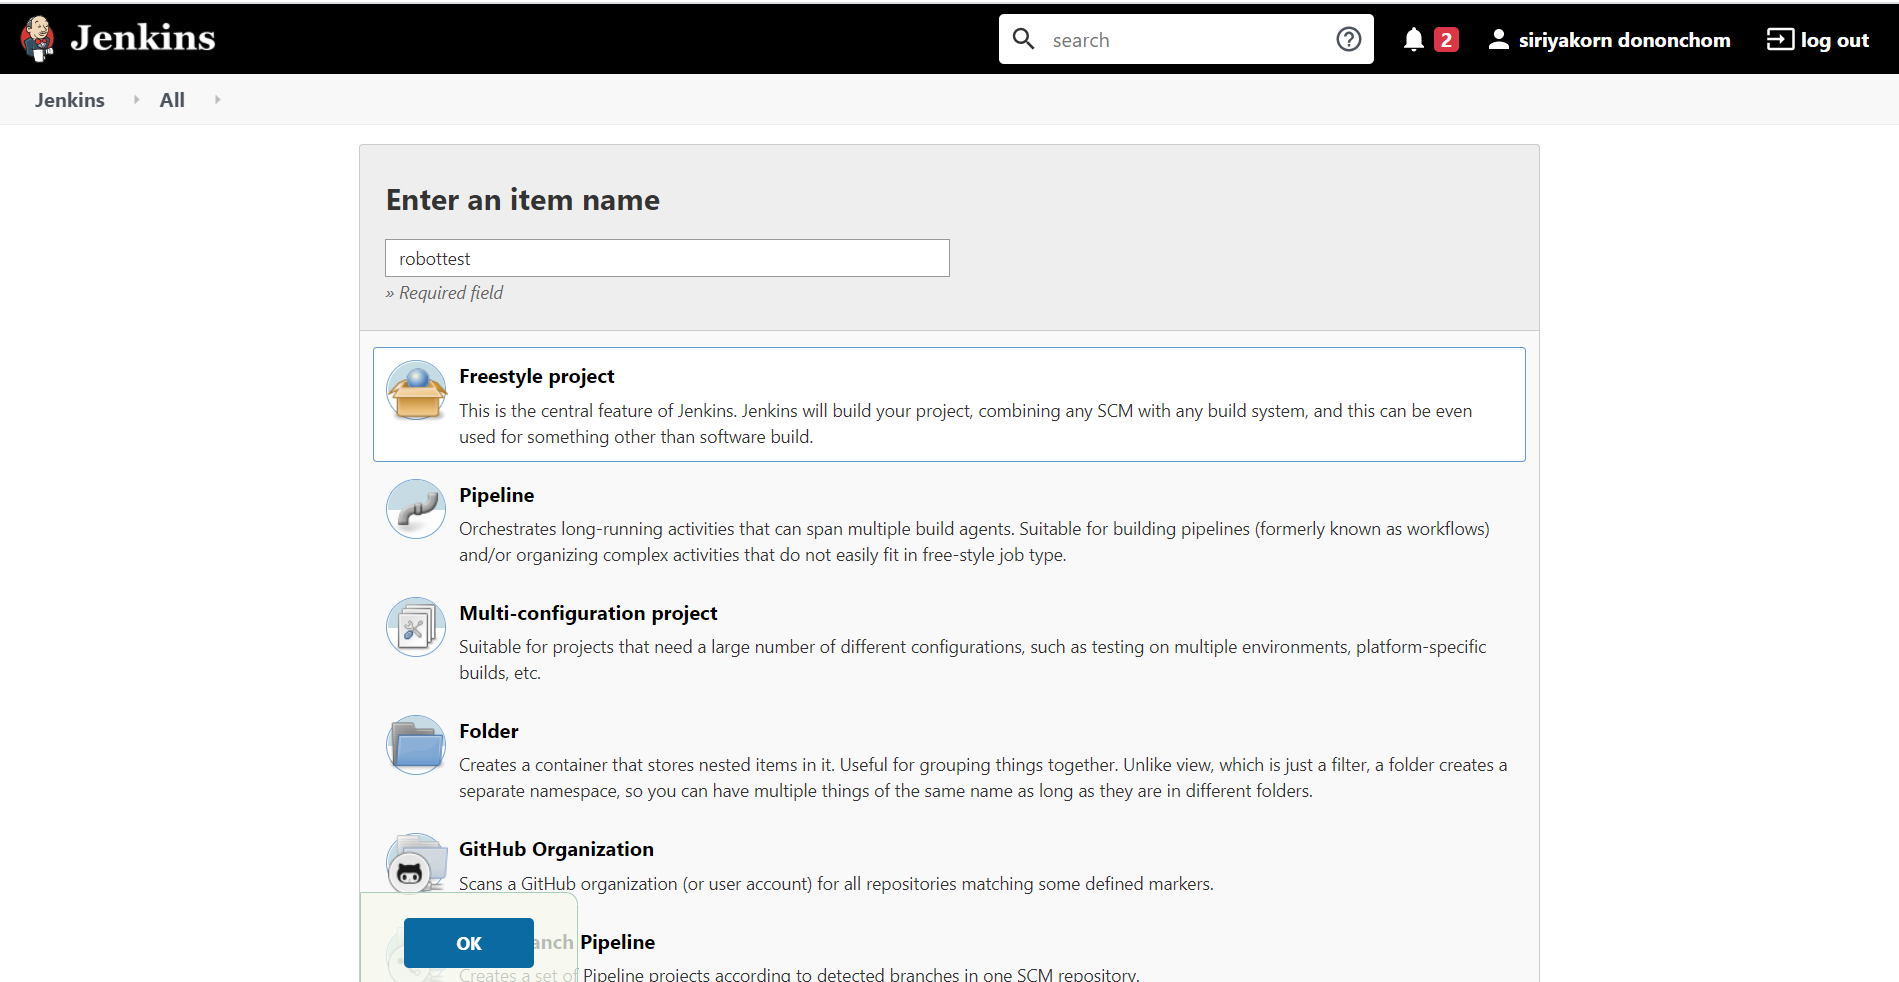 Jenkins
search
2
siriyakorn dononchom
log out
Jenkins
All
Enter an item name
robottest
» Required field
Freestyle project
This is the central feature of Jenkins. Jenkins will build your project, combining any SCM with any build system, and this can be even
used for something other than software build.
Pipeline
Orchestrates long-running activities that can span multiple build agents. Suitable for building pipelines (formerly known as workflows)
and/or organizing complex activities that do not easily fit in free-style job type.
Multi-configuration project
Suitable for projects that need a large number of different configurations, such as testing on multiple environments, platform-specific
builds, etc.
Folder
Creates a container that stores nested items in it. Useful for grouping things together. Unlike view, which is just a filter, a folder creates a
separate namespace, so you can have multiple things of the same name as long as they are in different folders.
GitHub Organization
Scans a GitHub organization (or user account) for all repositories matching some defined markers.
OK
anch Pipeline
Creates a set of Pipeline projects according to detected branches in one SCM repository.